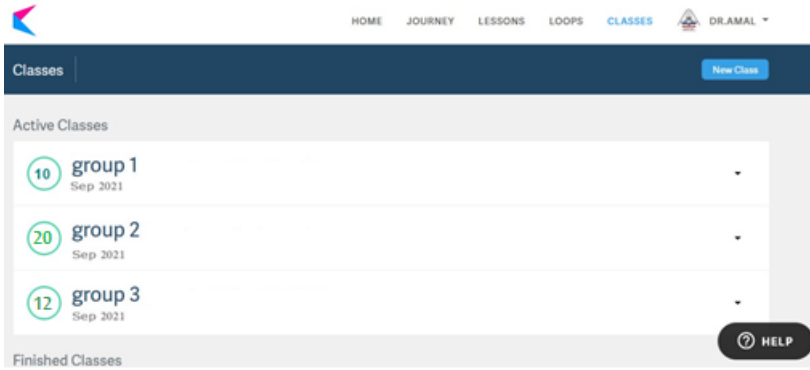 HOME JOURNEY LESSONS LOOPS CLASSES DR.AMAL
Classes New Class
Active Classes
10 group 1
Sep 2021
20 group 2
Sep 2021
12 group 3
Sep 2021
HELP
Finished Classes